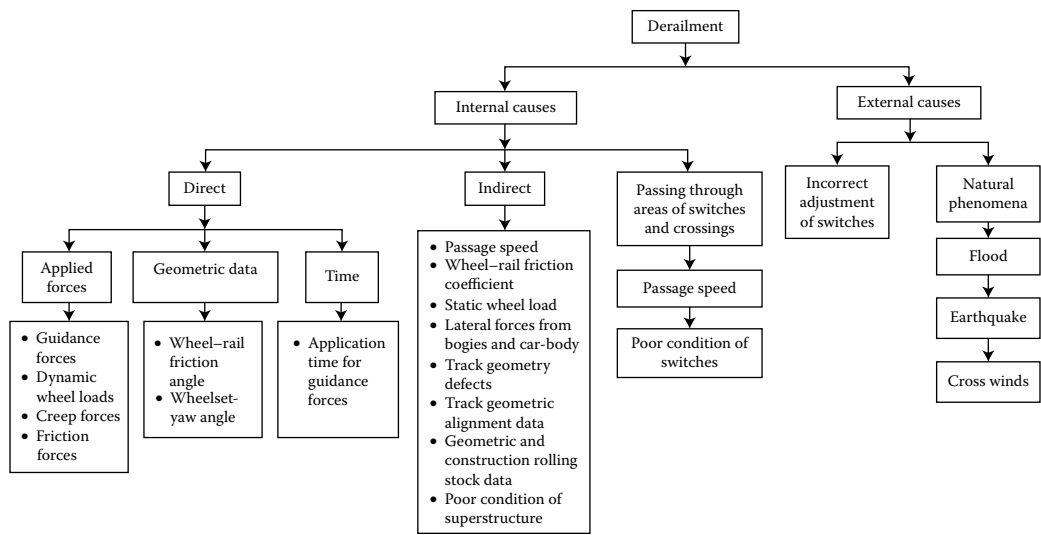 Derailment
Internal causes
External causes
Direct
Indirect
Passing through
areas of switches
and crossings
Incorrect
adjustment
of switches
Natural
phenomena
Applied
forces
Geometric data
Time
• Guidance
forces
• Dynamic
wheel loads
• Creep forces
• Friction
forces
• Wheel–rail
friction
angle
• Wheelset-
yaw angle
• Application
time for
guidance
forces
• Passage speed
• Wheel–rail friction
coefficient
• Static wheel load
• Lateral forces from
bogies and car-body
• Track geometry
defects
• Track geometric
alignment data
• Geometric and
construction rolling
stock data
• Poor condition of
superstructure
Passage speed
Poor condition of
switches
Flood
Earthquake
Cross winds